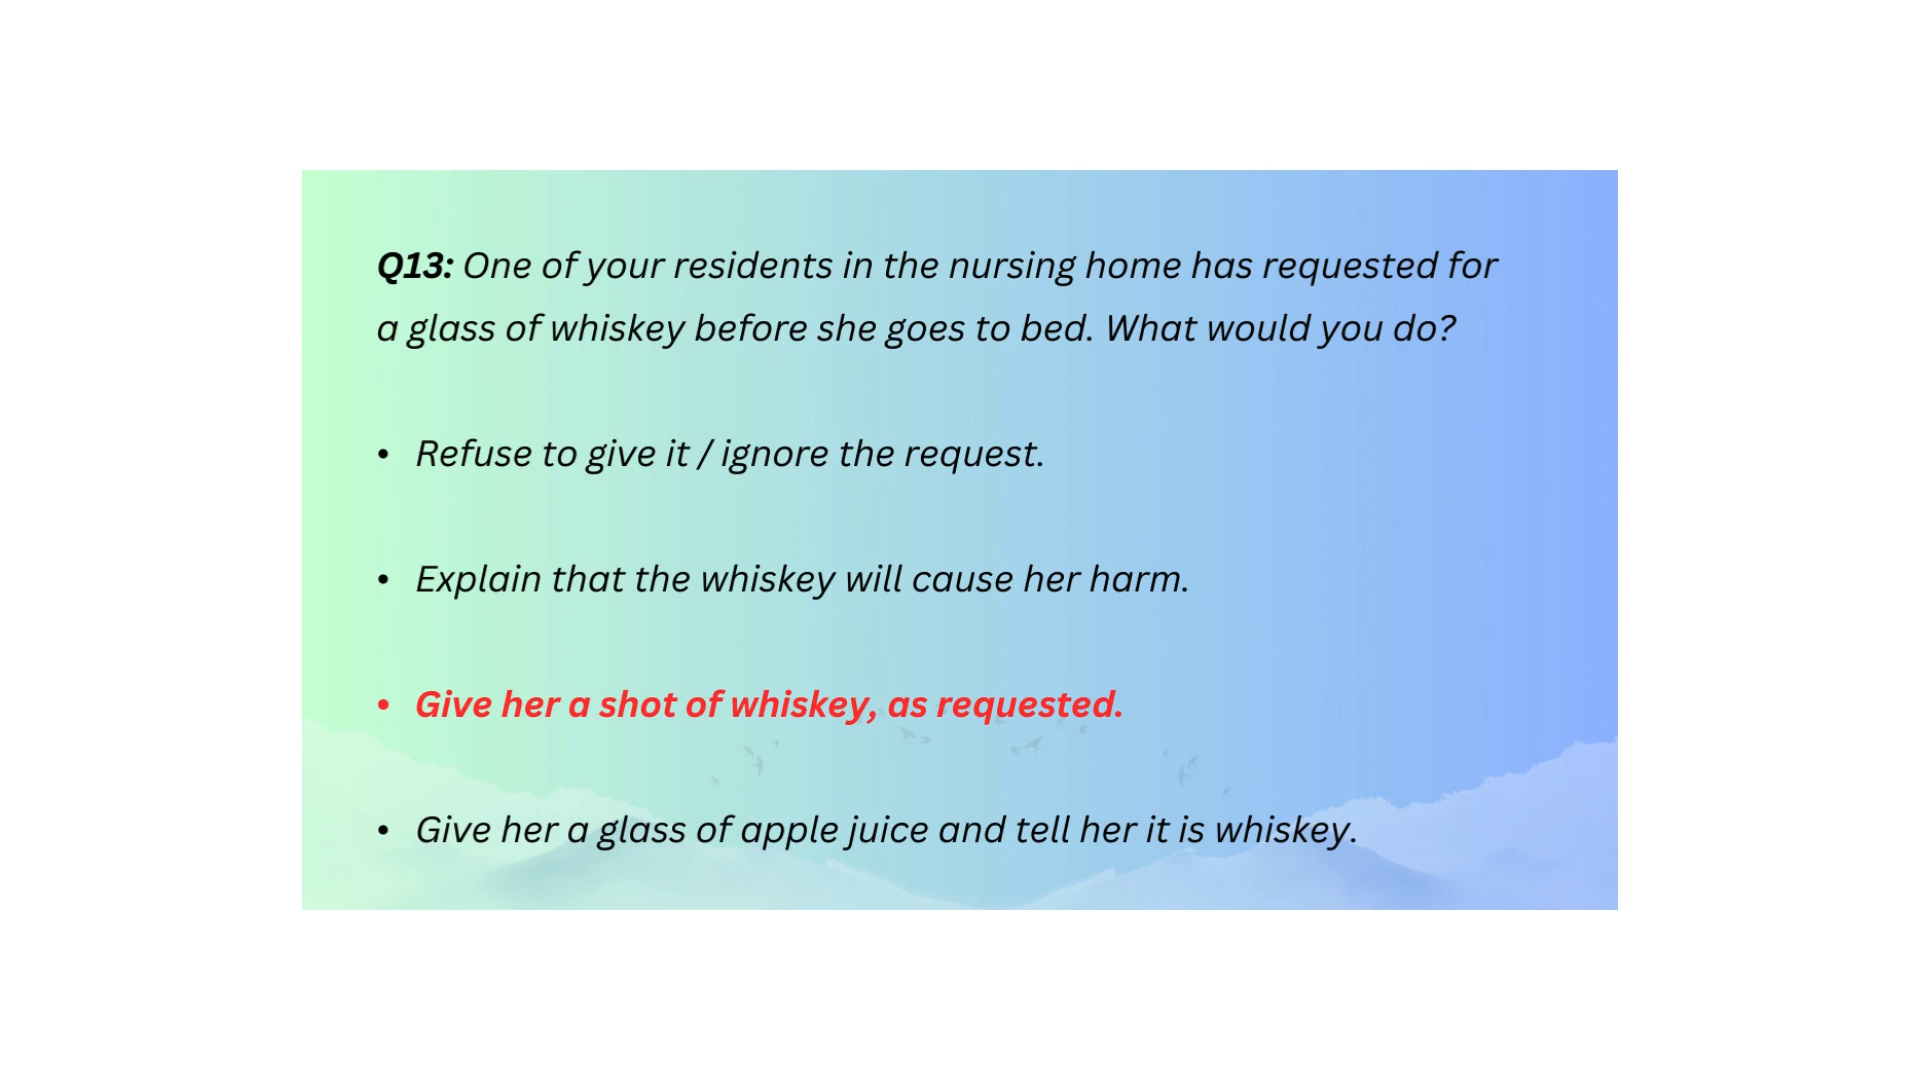 Q13: One of your residents in the nursing home has requested for
a glass of whiskey before she goes to bed. What would you do?
• Refuse to give it / ignore the request.
• Explain that the whiskey will cause her harm.
• Give her a shot of whiskey, as requested.
• Give her a glass of apple juice and tell her it is whiskey.